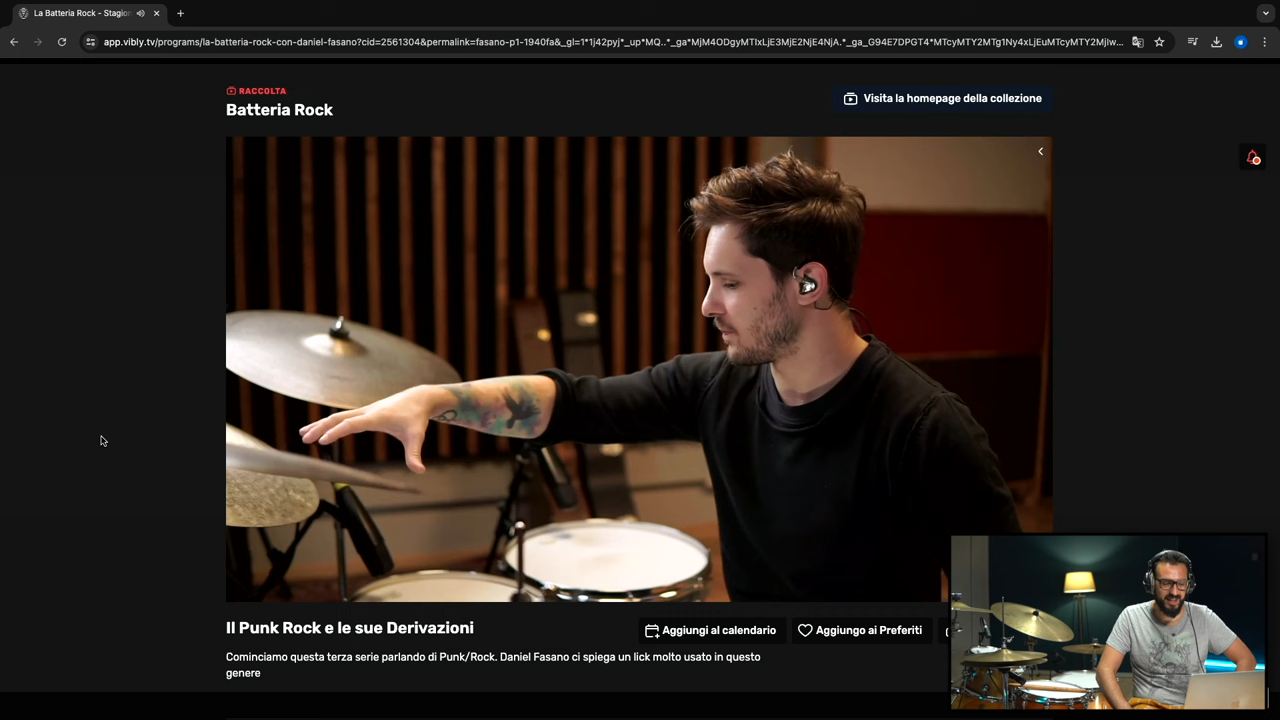 La Batteria Rock - Stagion
app.vibly.tv/programs/la-batteria-rock-con-daniel-fasano?cid=2561304&permalink=fasano-p1-1940fa&_gl=1*1j42pyj*_up*MQ..*_ga*MjM4ODgyMTIxLjE3MjE2NjE4NjA.*_ga_G94E7DPGT4*MTcyMTY2MTg1Ny4xLjEuMTcyMTY2MjIw...
RACCOLTA
Batteria Rock
Visita la homepage della collezione
Il Punk Rock e le sue Derivazioni
Aggiungi al calendario
Aggiungo ai Preferiti
Cominciamo questa terza serie parlando di Punk/Rock. Daniel Fasano ci spiega un lick molto usato in questo
genere